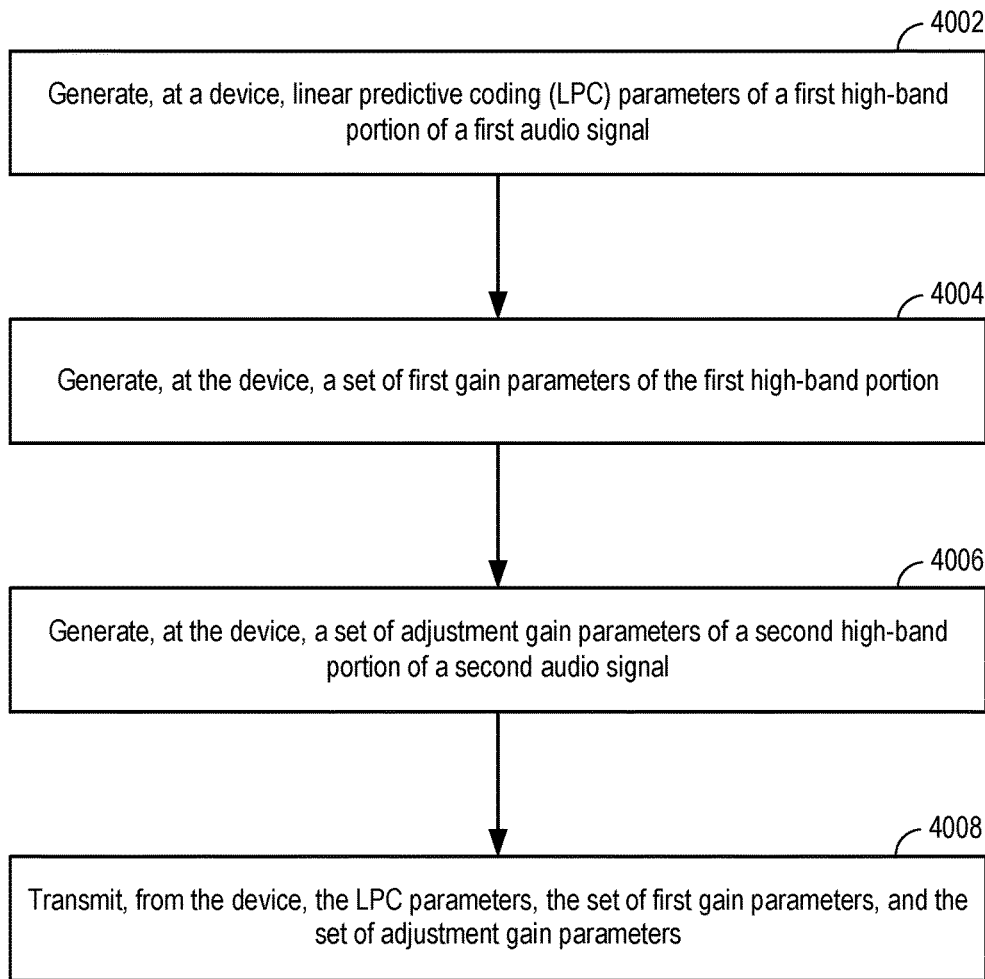 4002
Generate, at a device, linear predictive coding (LPC) parameters of a first high-band
portion of a first audio signal
4004
Generate, at the device, a set of first gain parameters of the first high-band portion
4006
Generate, at the device, a set of adjustment gain parameters of a second high-band
portion of a second audio signal
4008
Transmit, from the device, the LPC parameters, the set of first gain parameters, and the
set of adjustment gain parameters